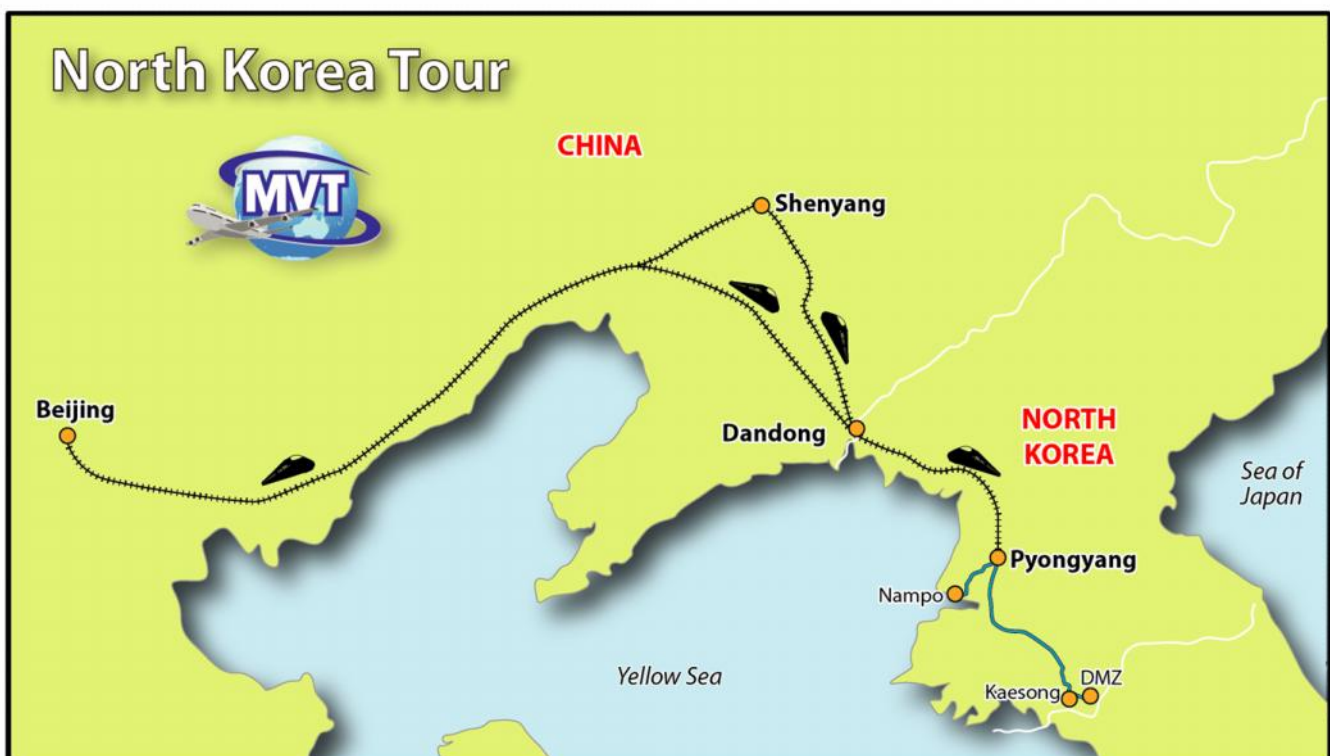 North Korea Tour
MVT
CHINA
Shenyang
Beijing
Dandong
NORTH
KOREA
Sea of
Japan
Pyongyang
Nampo
Yellow Sea
Kaesong
DMZ